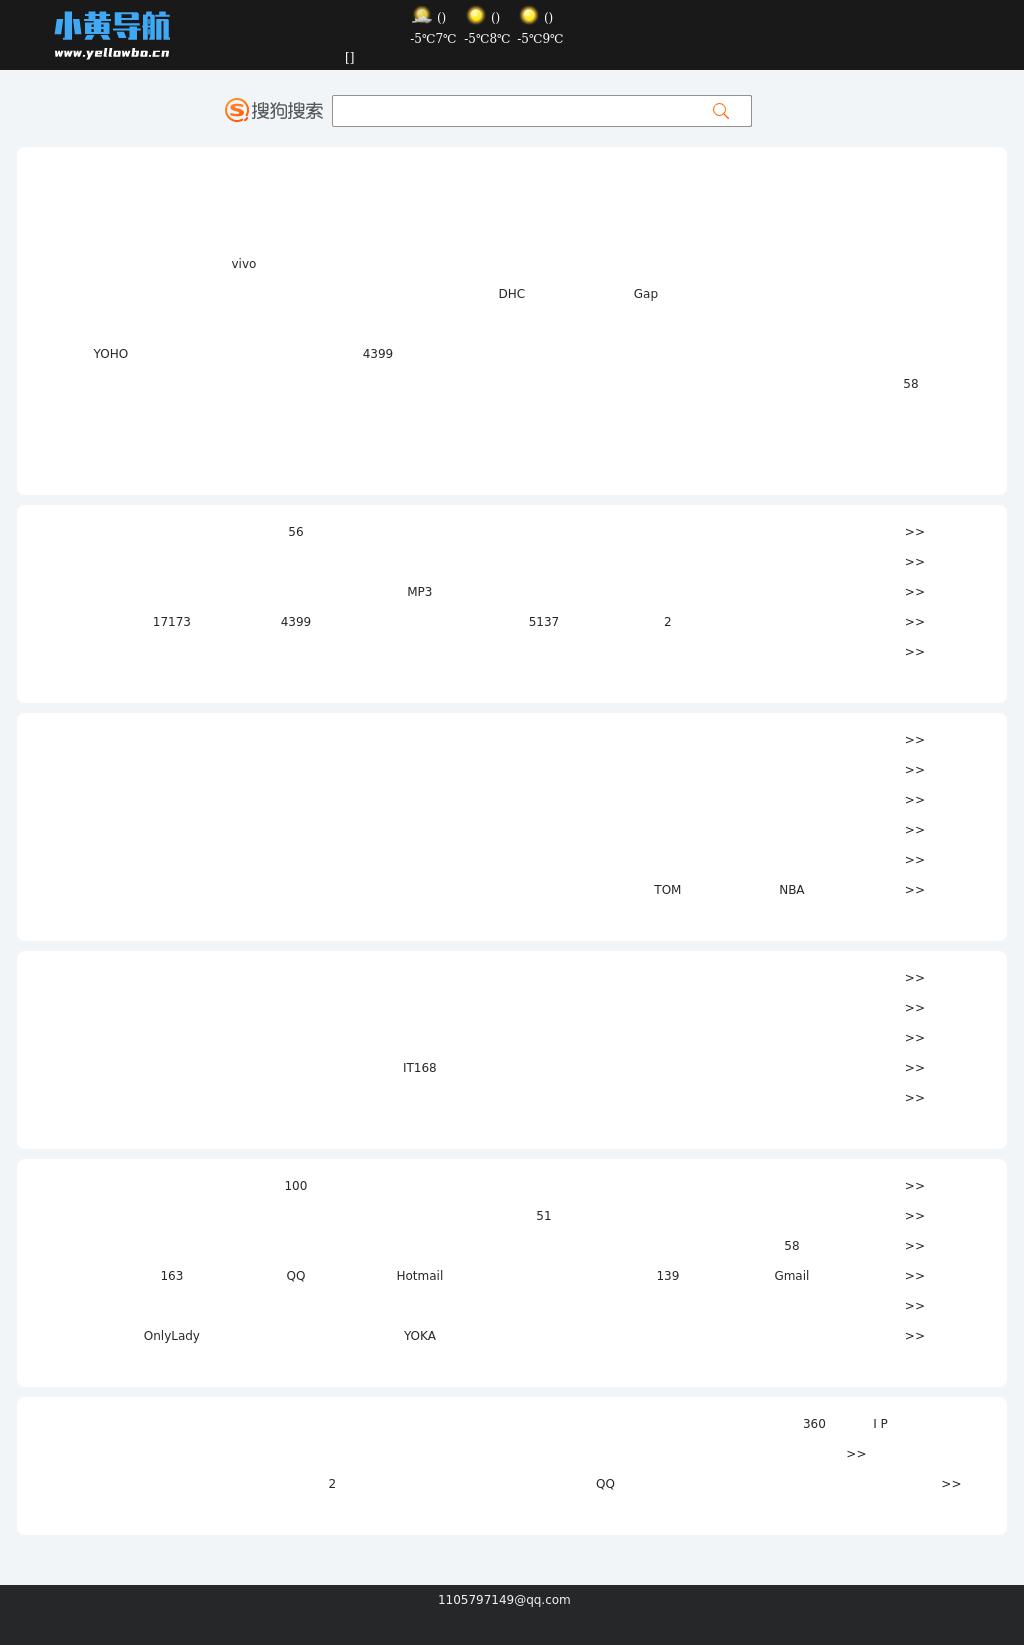 小黄导航
www.yellowbo.cn
() () ()
-5℃7℃ -5℃8℃ -5℃9℃
[]
搜狗搜索
vivo
DHC Gap
YOHO 4399
58
56 >>
>>
MP3 >>
17173 4399 5137 2 >>
>>
>>
>>
>>
>>
>>
TOM NBA >>
>>
>>
>>
IT168 >>
>>
100 >>
51 >>
58 >>
163 QQ Hotmail 139 Gmail >>
>>
OnlyLady YOKA >>
360 I P
>>
2 QQ >>
1105797149@qq.com